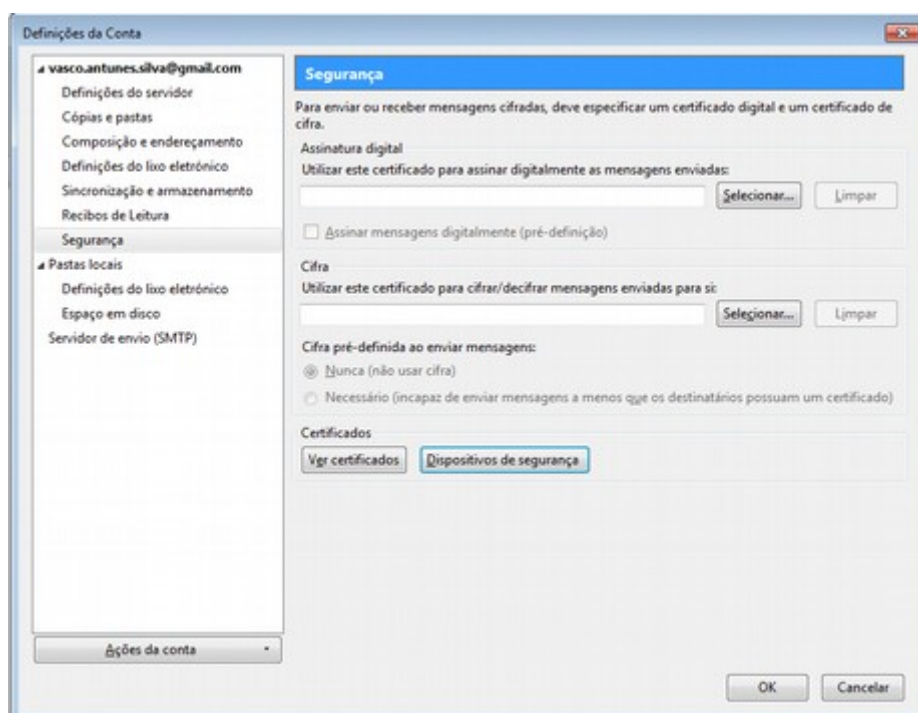 Definições da Conta
vasco.antunes.silva@gmail.com
Definições do servidor
Cópias e pastas
Composição e endereçamento
Definições do lixo eletrónico
Sincronização e armazenamento
Recibos de Leitura
Segurança
Pastas locais
Definições do lixo eletrónico
Espaço em disco
Servidor de envio (SMTP)
Ações da conta
Segurança
Para enviar ou receber mensagens cifradas, deve especificar um certificado digital e um certificado de
cifra.
Assinatura digital
Utilizar este certificado para assinar digitalmente as mensagens enviadas:
Selecionar... Limpar
Assinar mensagens digitalmente (pré-definição)
Cifra
Utilizar este certificado para cifrar/decifrar mensagens enviadas para si:
Selecionar... Limpar
Cifra pré-definida ao enviar mensagens:
Nunca (não usar cifra)
Necessário (incapaz de enviar mensagens a menos que os destinatários possuam um certificado)
Certificados
Ver certificados Dispositivos de segurança
OK Cancelar